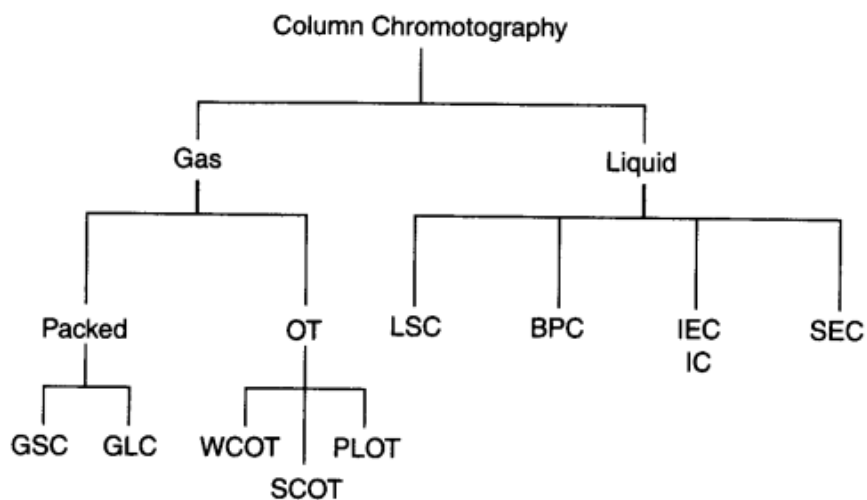 Column Chromotography
Gas
Liquid
Packed
OT
LSC
BPC
IEC
IC
SEC
GSC
GLC
WCOT
SCOT
PLOT